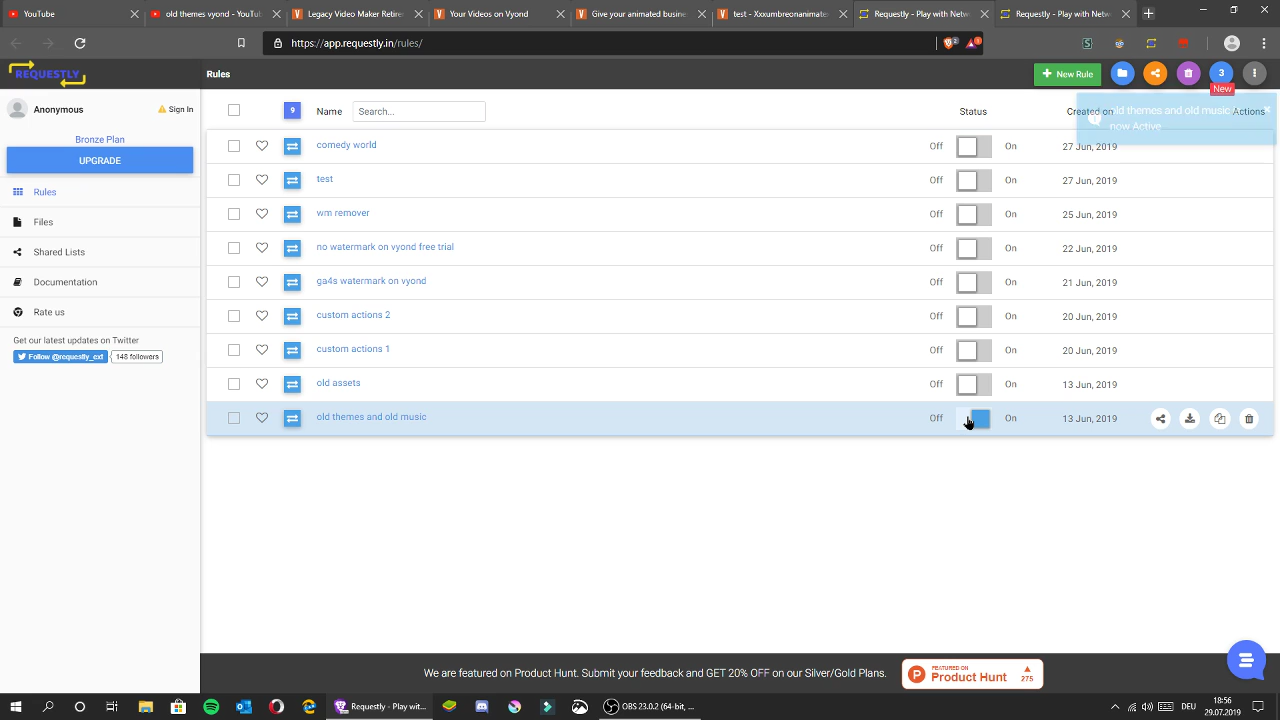 YouTube
old themes vyond - YouTub
Legacy Video Maker Retirem
Your Videos on Vyond
Give your animated busine
test - Xxxumbreonanimate
Requestly - Play with Netw
Requestly - Play with Netw
https://app.requestly.in/rules/
2
1
REQUESTLY
Rules
New Rule
3
New
Anonymous
Sign In
Bronze Plan
UPGRADE
Rules
Files
Shared Lists
Documentation
Rate us
Get our latest updates on Twitter
Follow @requestly_ext
148 followers
9
Name
Search...
Status
Created on
Actions
old themes and old music
now Active
comedy world
Off
On
27 Jun, 2019
test
Off
On
27 Jun, 2019
wm remover
Off
On
25 Jun, 2019
no watermark on vyond free trial
Off
On
22 Jun, 2019
ga4s watermark on vyond
Off
On
21 Jun, 2019
custom actions 2
Off
On
20 Jun, 2019
custom actions 1
Off
On
20 Jun, 2019
old assets
Off
On
13 Jun, 2019
old themes and old music
Off
On
13 Jun, 2019
We are featured on Product Hunt. Submit your feedback and GET 20% OFF on our Silver/Gold Plans.
FEATURED ON
Product Hunt
275
Requestly - Play wit...
OBS 23.0.2 (64-bit, ...
DEU
18:56
29.07.2019